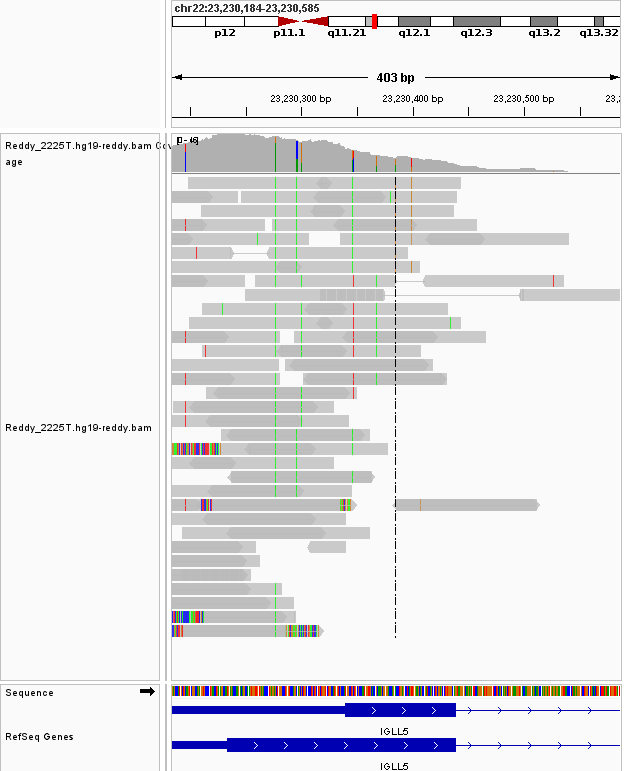 chr22:23,230,184-23,230,585
p12 p11.1 q11.21 q12.1 q12.3 q13.2 q13.32
403 bp
23,230,300 bp 23,230,400 bp 23,230,500 bp 23,2
Reddy_2225T.hg19-reddy.bam Cov
age
Reddy_2225T.hg19-reddy.bam
Sequence
IGLL5
RefSeq Genes
IGLL5